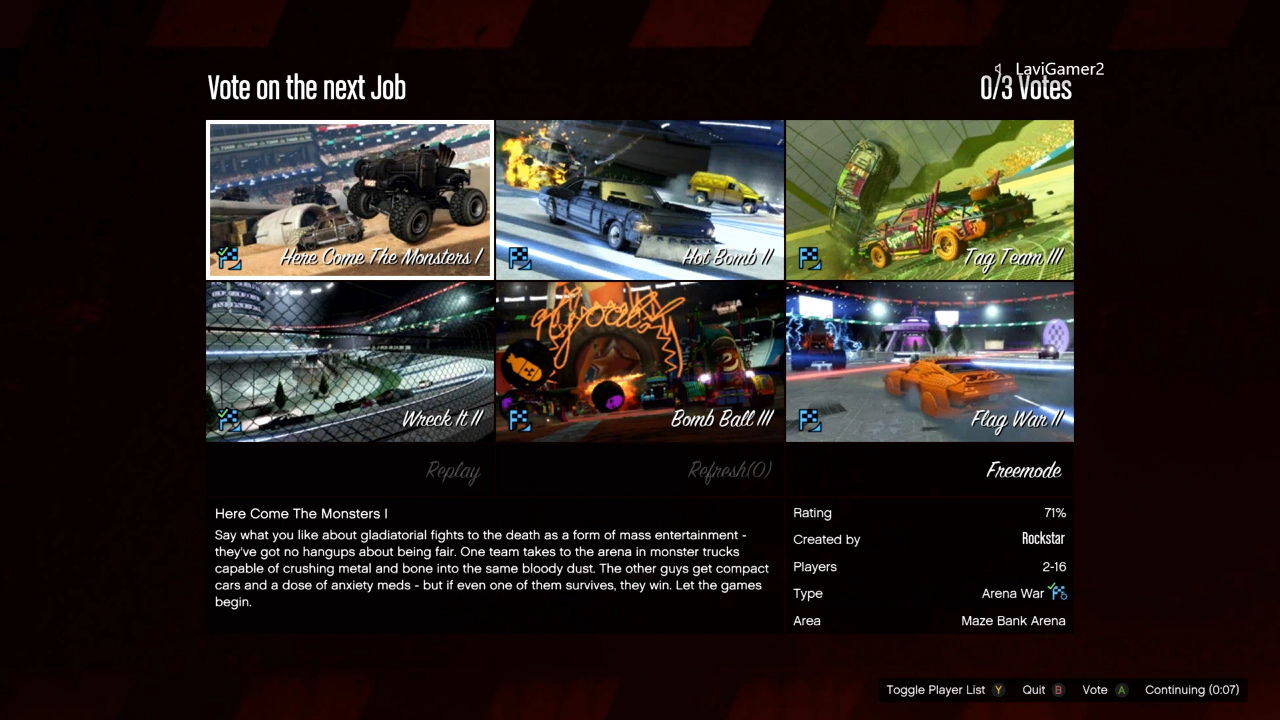 LaviGamer2
Vote on the next Job
0/3 Votes
Here Come The Monsters I
Hot Bomb II
Tag Team III
Wreck It II
Bomb Ball III
Flag War II
Replay
Refresh(0)
Freemode
Here Come The Monsters I
Say what you like about gladiatorial fights to the death as a form of mass entertainment -
they've got no hangups about being fair. One team takes to the arena in monster trucks
capable of crushing metal and bone into the same bloody dust. The other guys get compact
cars and a dose of anxiety meds - but if even one of them survives, they win. Let the games
begin.
Rating 71%
Created by Rockstar
Players 2-16
Type Arena War
Area Maze Bank Arena
Toggle Player List Y Quit B Vote A Continuing (0:07)